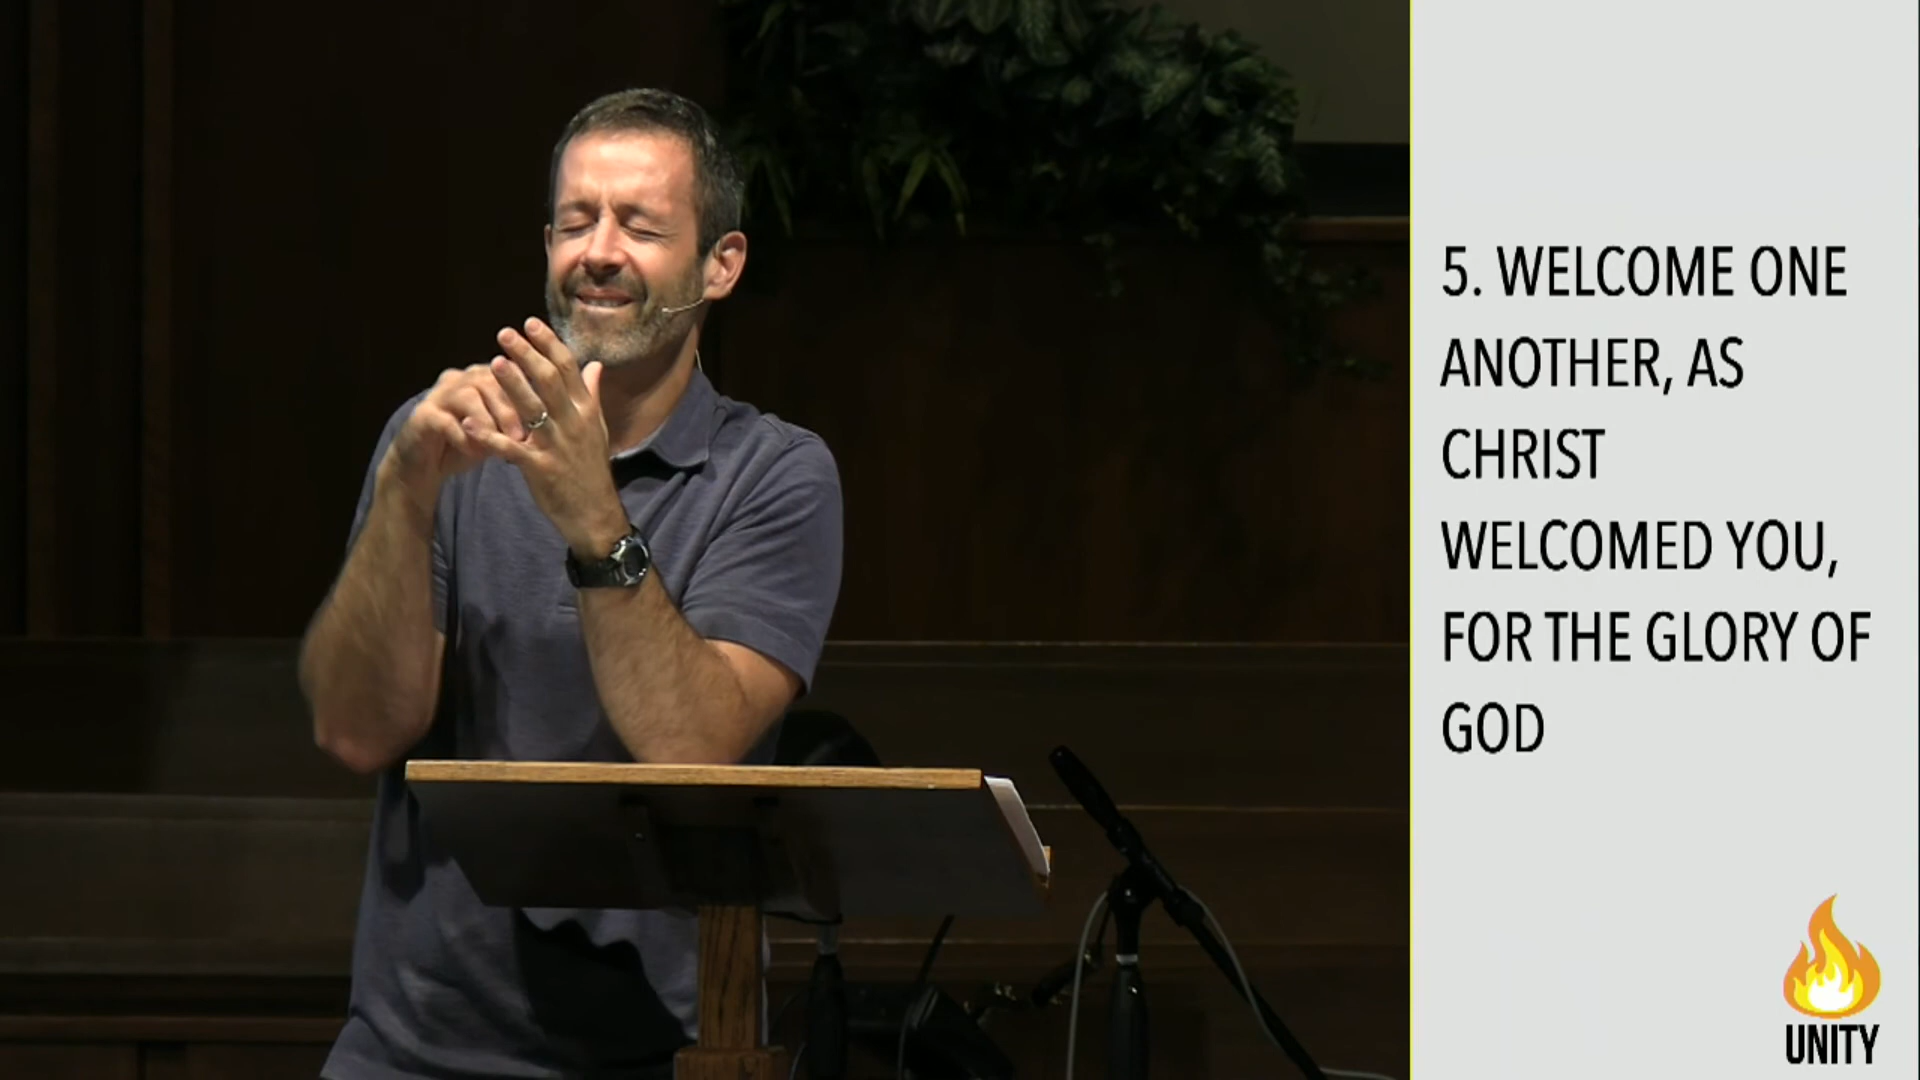 5. WELCOME ONE
ANOTHER, AS
CHRIST
WELCOMED YOU,
FOR THE GLORY OF
GOD
UNITY